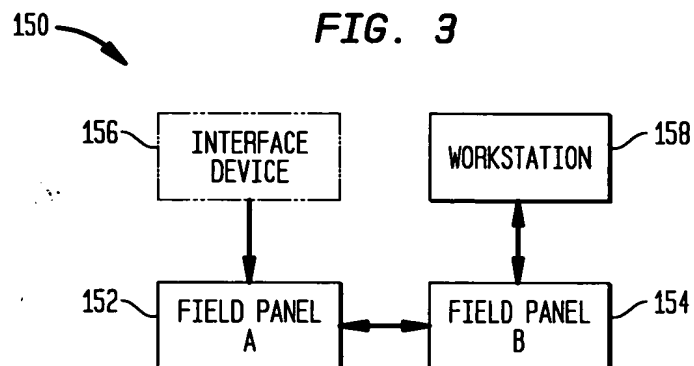 150
FIG. 3
156
INTERFACE
DEVICE
WORKSTATION
158
152
FIELD PANEL
A
FIELD PANEL
B
154